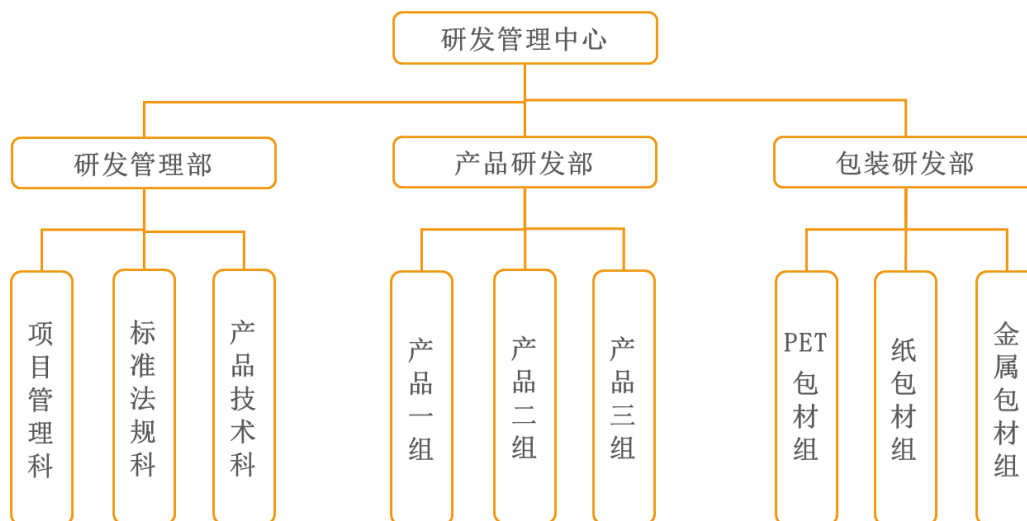 研发管理中心
研发管理部
产品研发部
包装研发部
项目管理科
标准法规科
产品技术科
产品一组
产品二组
产品三组
PET包材组
纸包材组
金属包材组